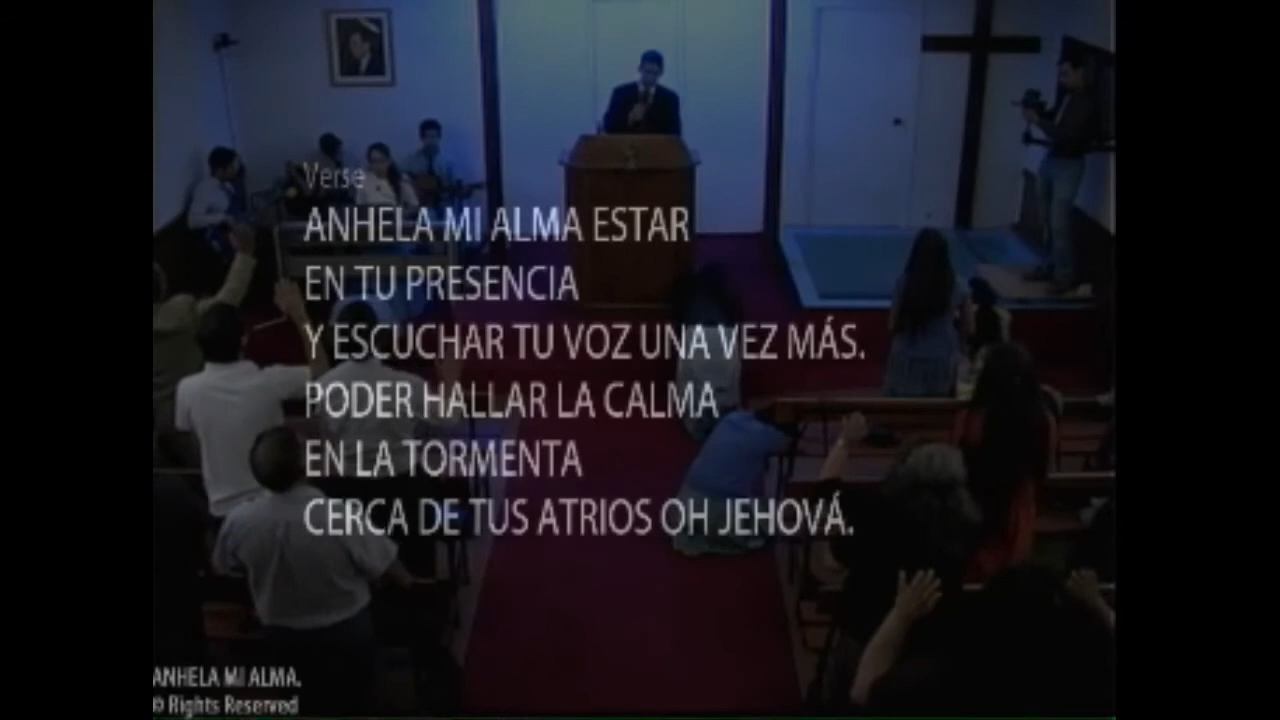 Verse
ANHELA MI ALMA ESTAR
EN TU PRESENCIA
Y ESCUCHAR TU VOZ UNA VEZ MÁS.
PODER HALLAR LA CALMA
EN LA TORMENTA
CERCA DE TUS ATRIOS OH JEHOVÁ.
ANHELA MI ALMA.
© Rights Reserved